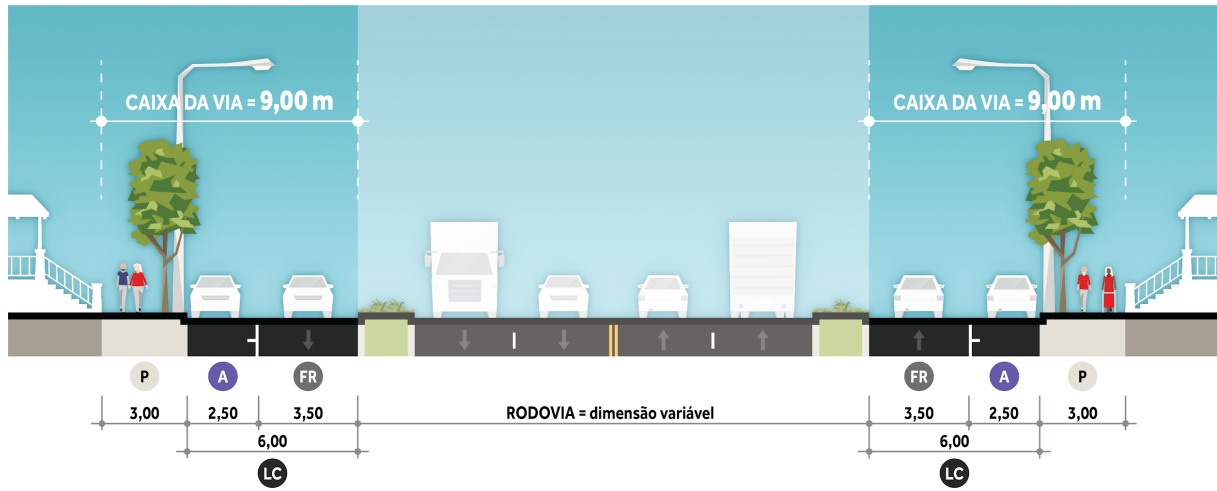 CAIXA DA VIA = 9,00 m
CAIXA DA VIA = 9,00 m
P A FR FR A P
3,00 2,50 3,50 RODOVIA = dimensão variável 3,50 2,50 3,00
6,00 6,00
LC LC